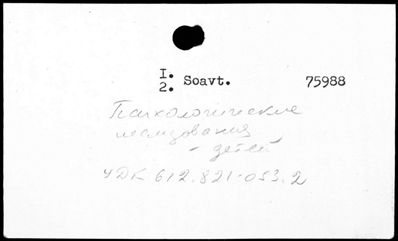 I.
2. Soavt. 75988
Психологические
исследования
- детей
УДК 612.821-053.2